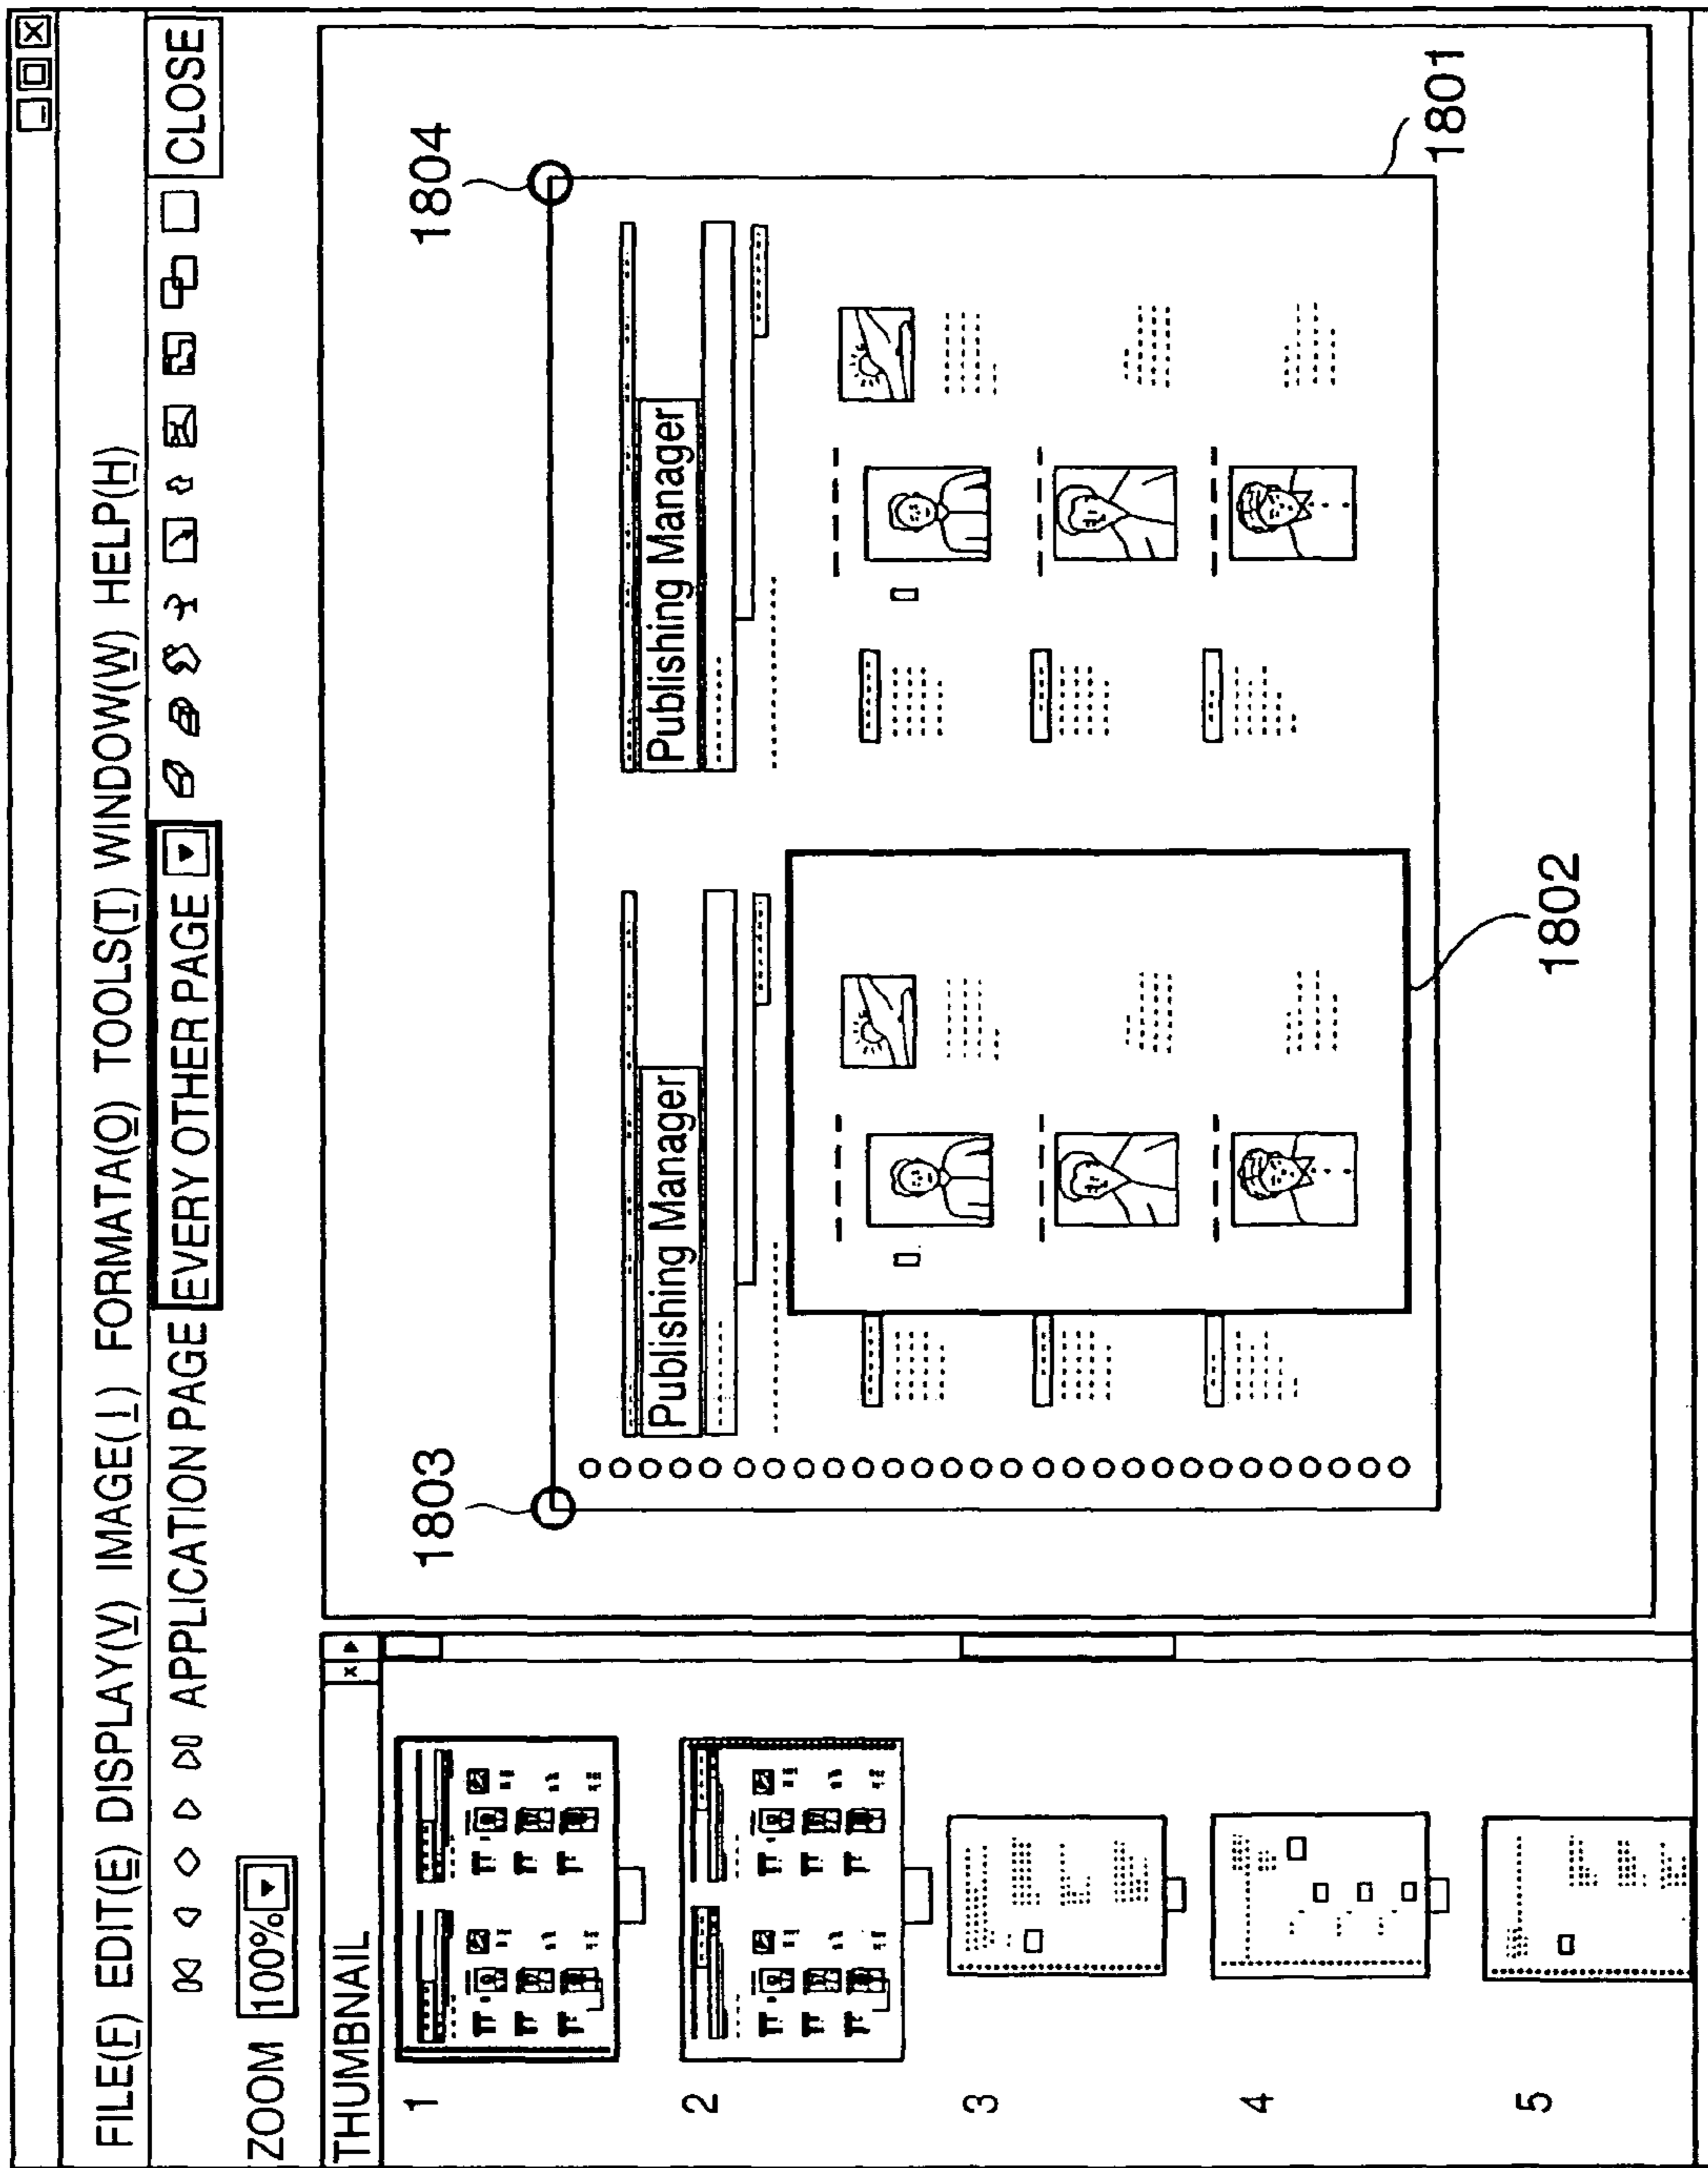 FILE(F) EDIT(E) DISPLAY(V) IMAGE(I) FORMATA(O) TOOLS(T) WINDOW(W) HELP(H)
APPLICATION PAGE EVERY OTHER PAGE CLOSE
ZOOM 100%
THUMBNAIL
1
2
3
4
5
1803
1804
Publishing Manager
Publishing Manager
1802
1801